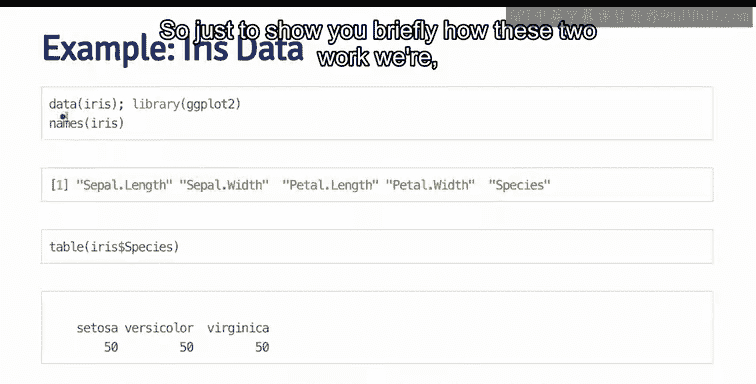 So just to show you briefly how these two
work we're,
Example: Iris Data
data(iris); library(ggplot2)
names(iris)
[1] "Sepal.Length" "Sepal.Width" "Petal.Length" "Petal.Width" "Species"
table(iris$Species)
setosa versicolor virginica
50 50 50